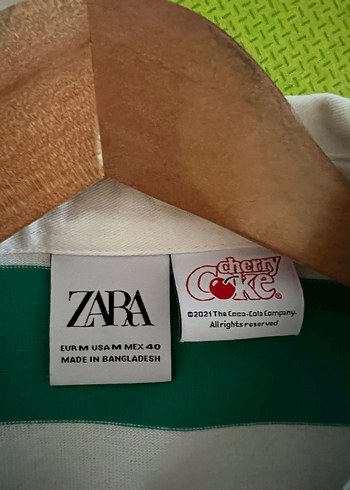 ZARA
EUR M USA M MEX 40
MADE IN BANGLADESH
cherry
Coke®
©2021 The Coca-Cola Company.
All rights reserved